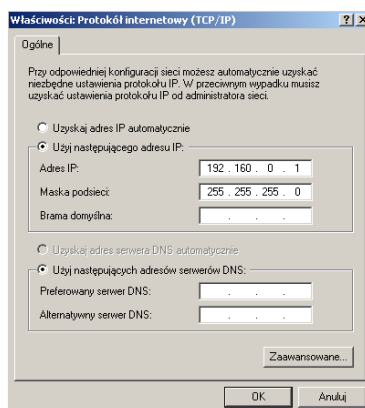 Właściwości: Protokół internetowy (TCP/IP)
Ogólne
Przy odpowiedniej konfiguracji sieci możesz automatycznie uzyskać
niezbędne ustawienia protokołu IP. W przeciwnym wypadku musisz
uzyskać ustawienia protokołu IP od administratora sieci.
Uzyskaj adres IP automatycznie
Użyj następującego adresu IP:
Adres IP: 192 . 160 . 0 . 1
Maska podsieci: 255 . 255 . 255 . 0
Brama domyślna: . . .
Uzyskaj adres serwera DNS automatycznie
Użyj następujących adresów serwerów DNS:
Preferowany serwer DNS: . . .
Alternatywny serwer DNS: . . .
Zaawansowane...
OK Anuluj